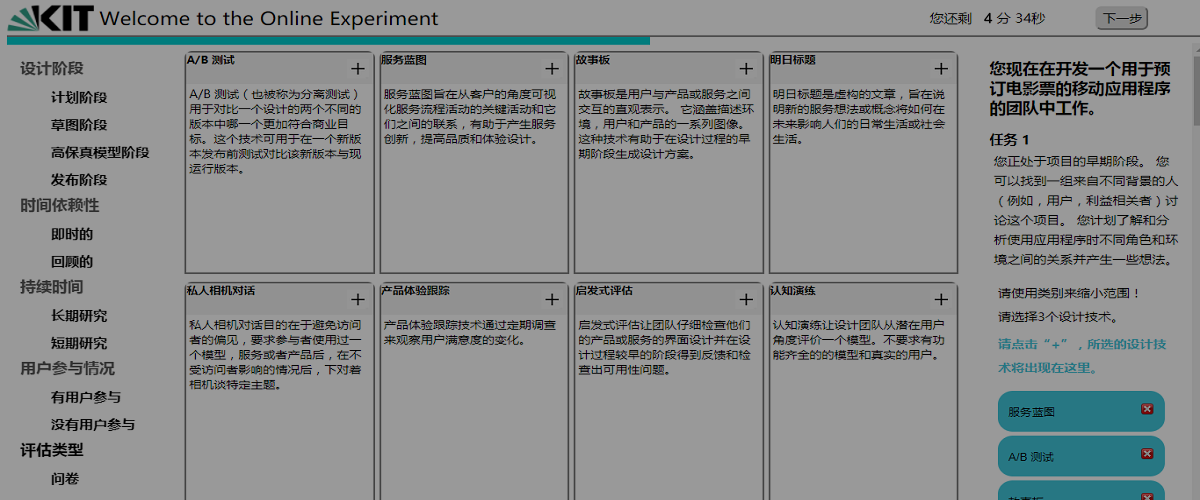 KIT Welcome to the Online Experiment
您还剩 4 分 34秒
下一步
设计阶段
计划阶段
草图阶段
高保真模型阶段
发布阶段
时间依赖性
即时的
回顾的
持续时间
长期研究
短期研究
用户参与情况
有用户参与
没有用户参与
评估类型
问卷
A/B 测试
+
A/B 测试（也被称为分离测试）
用于对比一个设计的两个不同的
版本中哪一个更加符合商业目
标。这个技术可用于在一个新版
本发布前测试对比该新版本与现
运行版本。
服务蓝图
+
服务蓝图旨在从客户的角度可视
化服务流程活动的关键活动和它
们之间的联系，有助于产生服务
创新，提高品质和体验设计。
故事板
+
故事板是用户与产品或服务之间
交互的直观表示。 它涵盖描述环
境，用户和产品的一系列图像。
这种技术有助于在设计过程的早
期阶段生成设计方案。
明日标题
+
明日标题是虚构的文章，旨在说
明新的服务想法或概念将如何在
未来影响人们的日常生活或社会
生活。
私人相机对话
+
私人相机对话目的在于避免访问
者的偏见，要求参与者使用过一
个模型，服务或者产品后，在不
受访问者影响的情况后，下对着
相机谈特定主题。
产品体验跟踪
+
产品体验跟踪技术通过定期调查
来观察用户满意度的变化。
启发式评估
+
启发式评估让团队仔细检查他们
的产品或服务的界面设计并在设
计过程较早的阶段得到反馈和检
查出可用性问题。
认知演练
+
认知演练让设计团队从潜在用户
角度评价一个模型。不要求有功
能齐全的的模型和真实的用户。
您现在在开发一个用于预
订电影票的移动应用程序
的团队中工作。
任务 1
您正处于项目的早期阶段。 您
可以找到一组来自不同背景的人
（例如，用户，利益相关者）讨
论这个项目。 您计划了解和分
析使用应用程序时不同角色和环
境之间的关系并产生一些想法。
请使用类别来缩小范围！
请选择3个设计技术。
请点击“+”，所选的设计技
术将出现在这里。
服务蓝图
A/B 测试
故事板